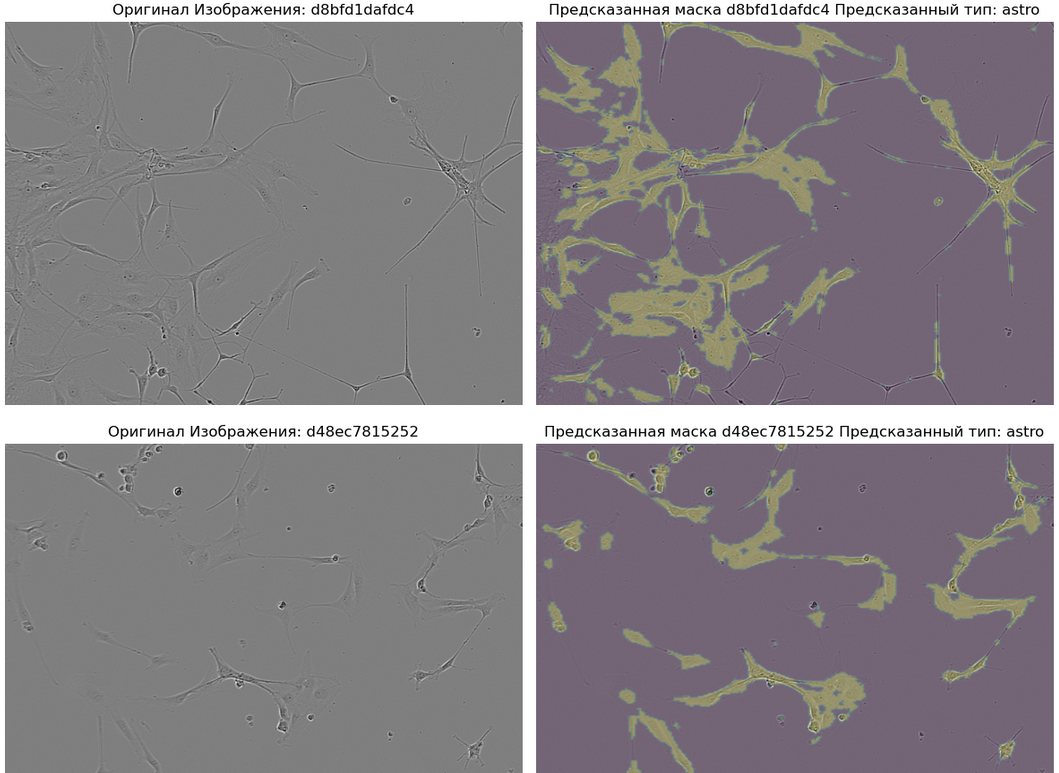 Оригинал Изображения: d8bfd1dafdc4
Предсказанная маска d8bfd1dafdc4 Предсказанный тип: astro
Оригинал Изображения: d48ec7815252
Предсказанная маска d48ec7815252 Предсказанный тип: astro